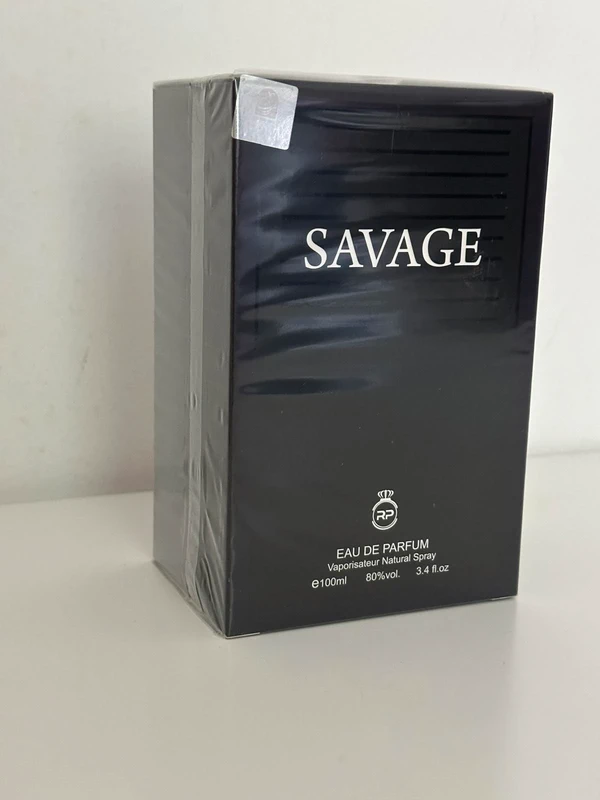 SAVAGE
RP
EAU DE PARFUM
Vaporisateur Natural Spray
e100ml 80%vol. 3.4 fl.oz